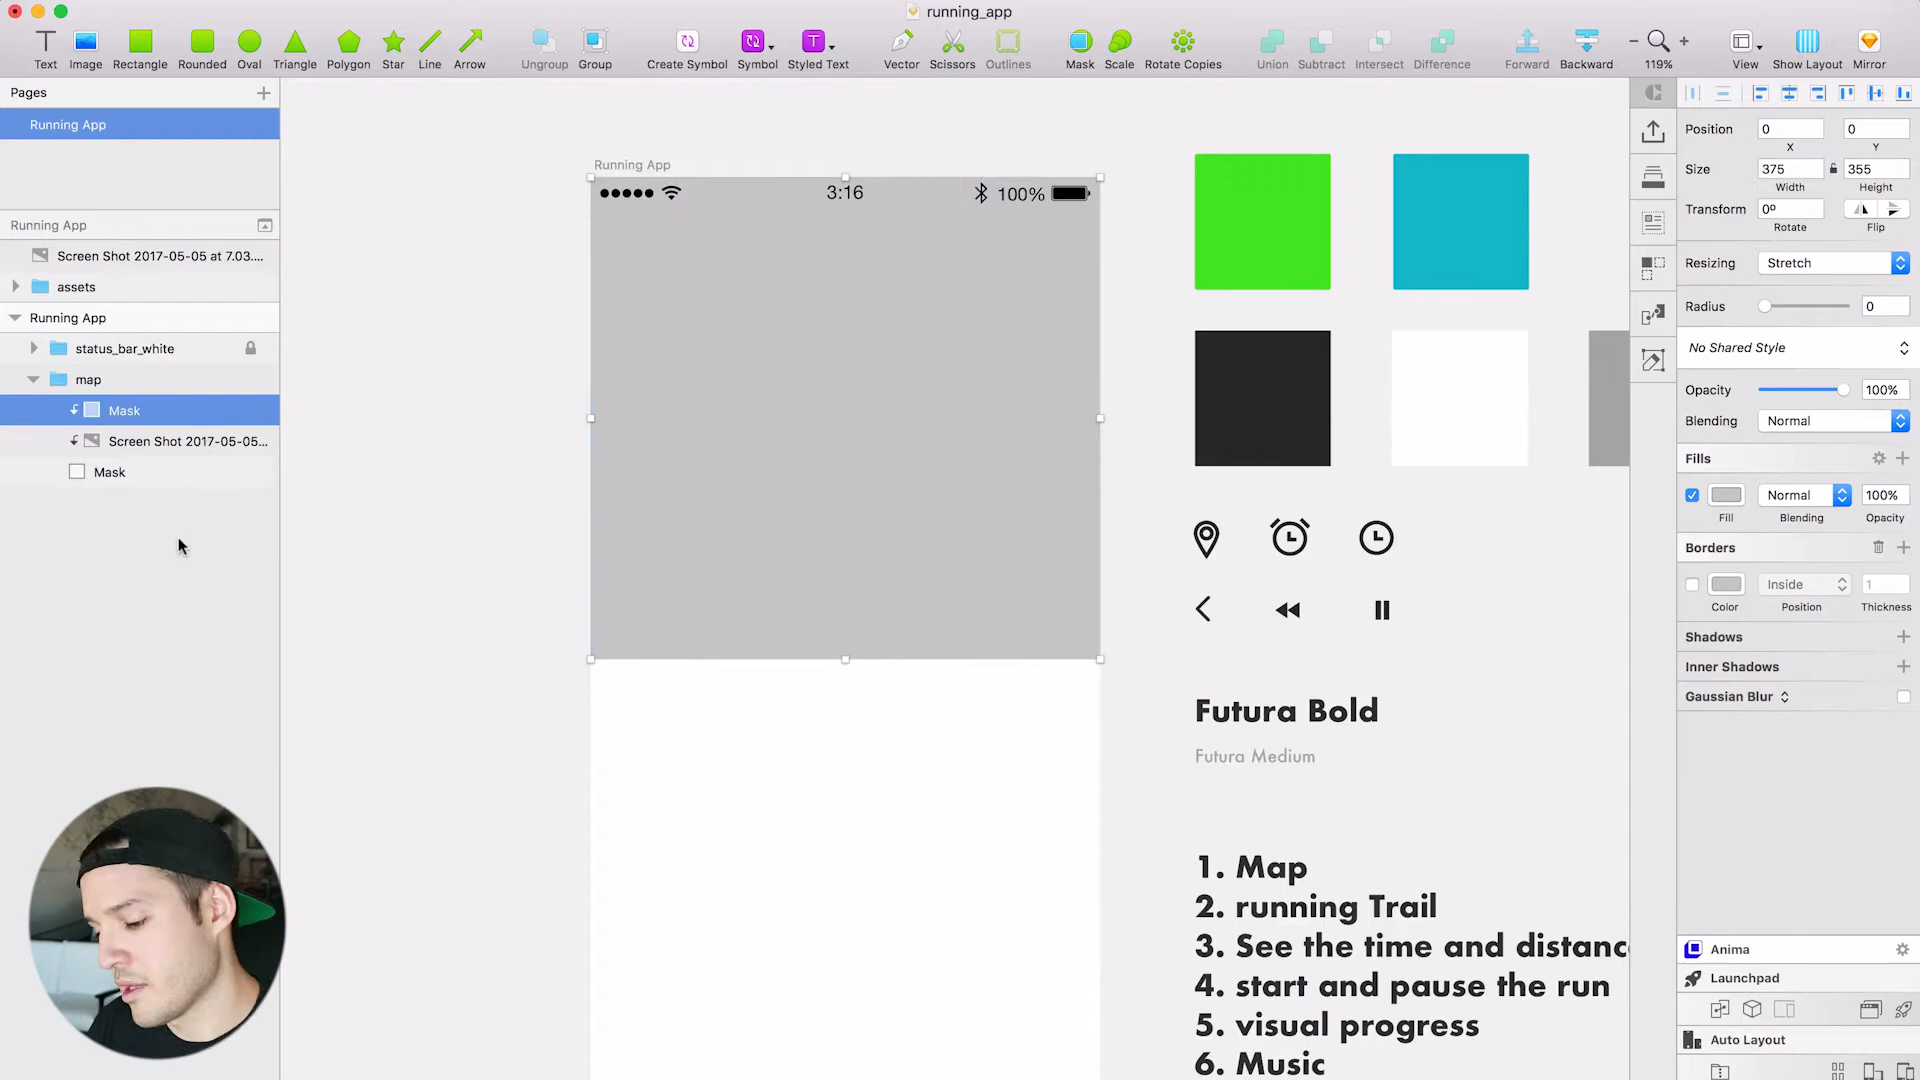 running_app
Text Image Rectangle Rounded Oval Triangle Polygon Star Line Arrow Ungroup Group Create Symbol Symbol Styled Text Vector Scissors Outlines Mask Scale Rotate Copies Union Subtract Intersect Difference Forward Backward 119% View Show Layout Mirror
Pages
Running App
Running App
Screen Shot 2017-05-05 at 7.03....
assets
Running App
status_bar_white
map
Mask
Screen Shot 2017-05-05...
Mask
Running App
3:16 100%
Futura Bold
Futura Medium
1. Map
2. running Trail
3. See the time and distanc
4. start and pause the run
5. visual progress
6. Music
Position 0 0
X Y
Size 375 355
Width Height
Transform 0º
Rotate Flip
Resizing Stretch
Radius 0
No Shared Style
Opacity 100%
Blending Normal
Fills
Normal 100%
Fill Blending Opacity
Borders
Inside 1
Color Position Thickness
Shadows
Inner Shadows
Gaussian Blur
Anima
Launchpad
Auto Layout